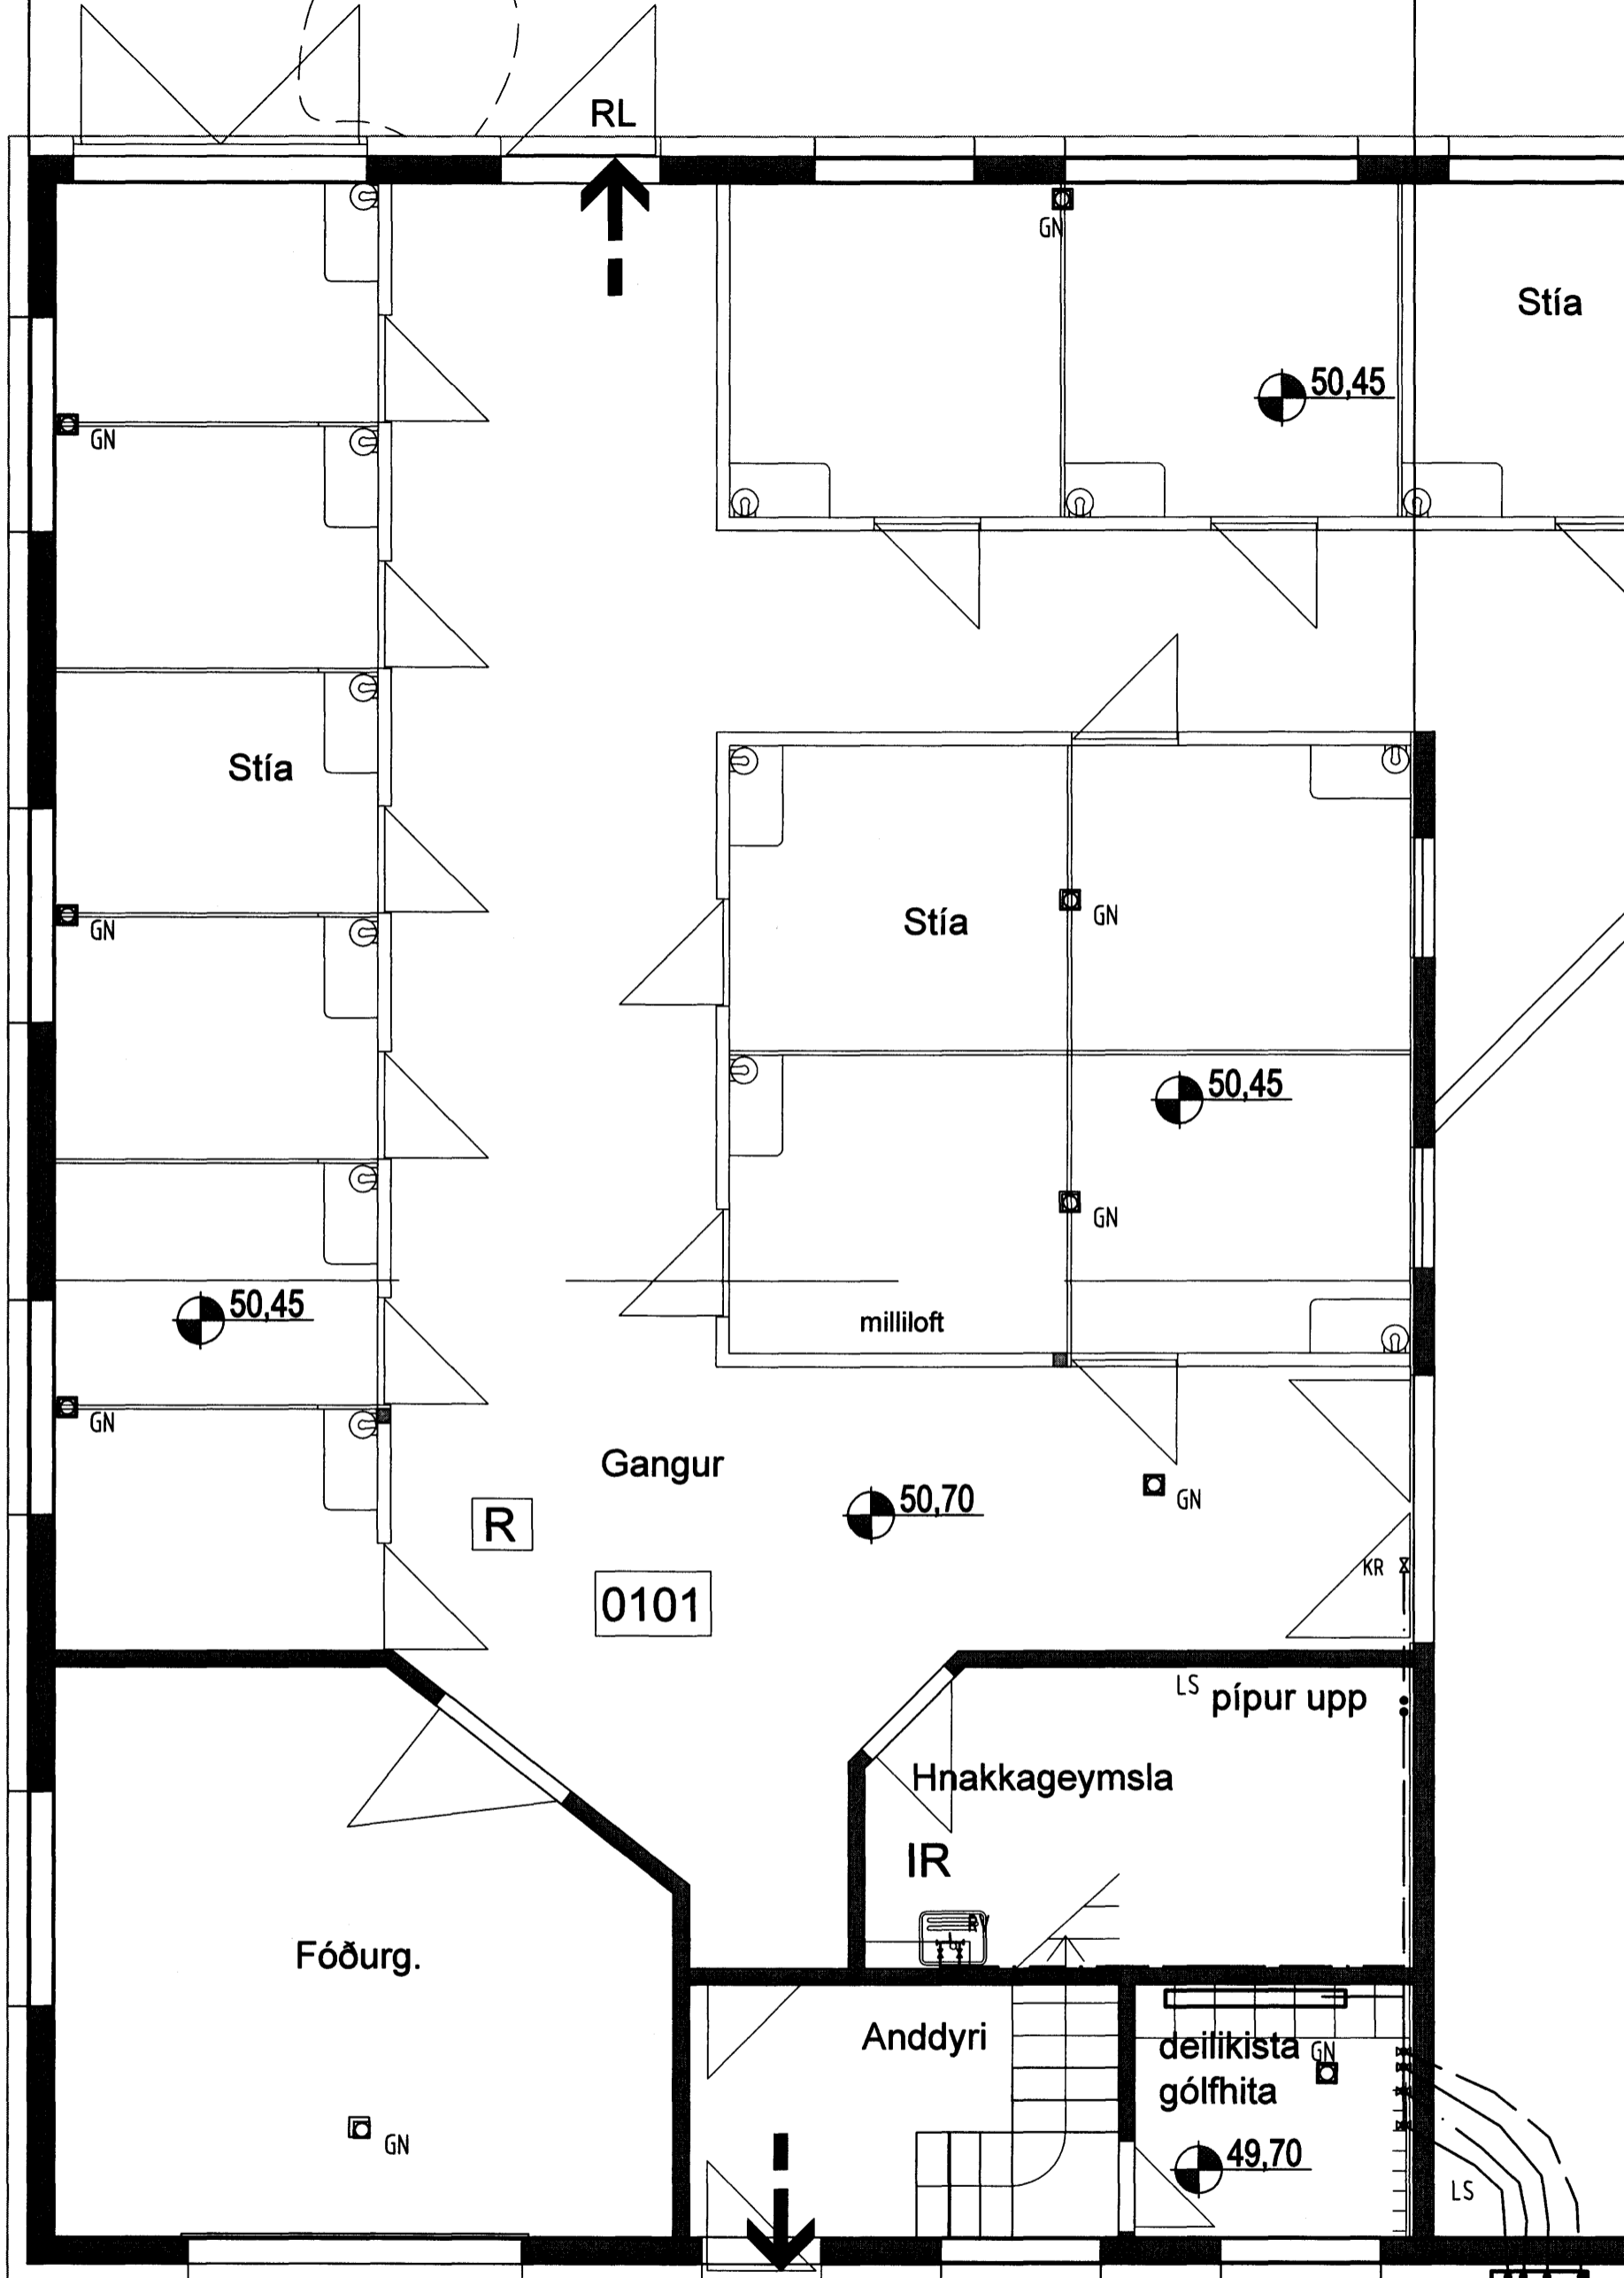 RL
GN
Stía
50,45
GN
Stía
Stía
GN
GN
50,45
GN
50,45
milliloft
GN
Gangur
50,70
GN
R
KR
0101
LS
pípur upp
Hnakkageymsla
IR
Fóðurg.
Anddyri
deilikista
GN
gólfhita
GN
49,70
LS